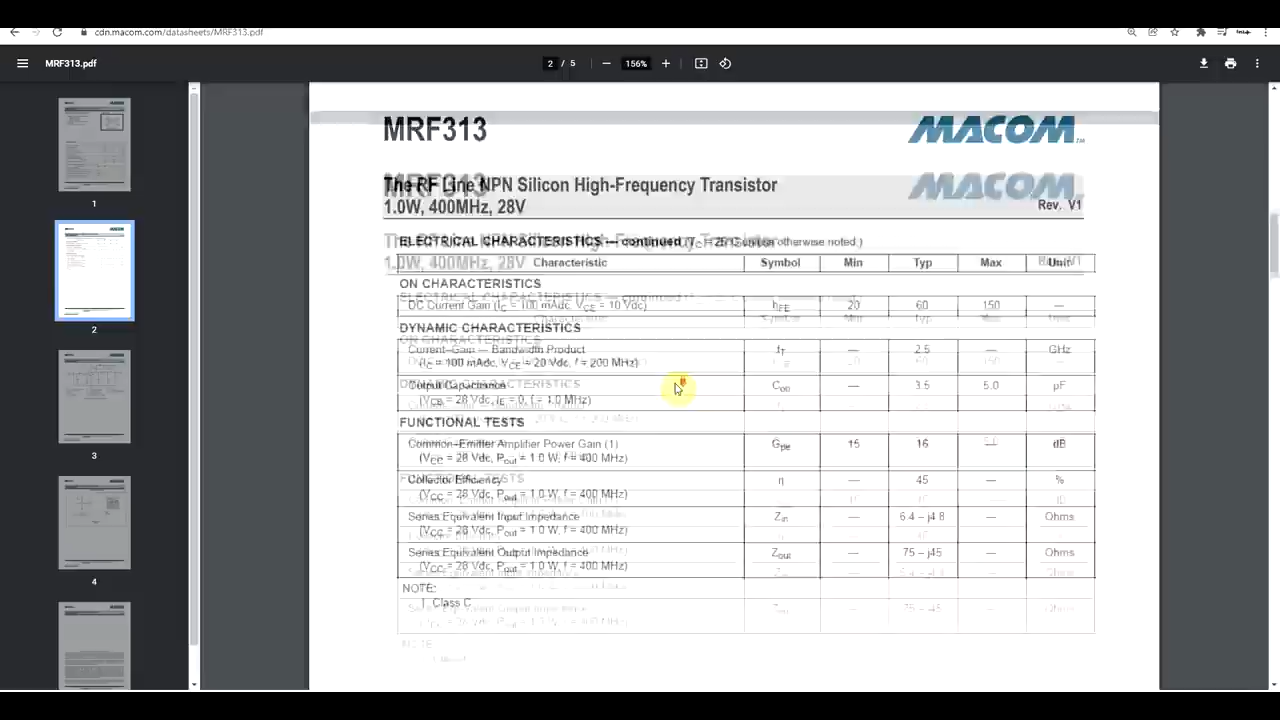 cdn.macom.com/datasheets/MRF313.pdf
MRF313.pdf
2 / 5
156%
MRF313
MACOM
The RF Line NPN Silicon High-Frequency Transistor
1.0W, 400MHz, 28V
Rev. V1
ELECTRICAL CHARACTERISTICS — continued (TC = 25°C unless otherwise noted.)
Characteristic Symbol Min Typ Max Unit
ON CHARACTERISTICS
DC Current Gain (IC = 100 mAdc, VCE = 10 Vdc) hFE 20 60 150 —
DYNAMIC CHARACTERISTICS
Current–Gain — Bandwidth Product fT — 2.5 — GHz
(IC = 100 mAdc, VCE = 20 Vdc, f = 200 MHz)
Output Capacitance Cob — 3.5 5.0 pF
(VCB = 28 Vdc, IE = 0, f = 1.0 MHz)
FUNCTIONAL TESTS
Common–Emitter Amplifier Power Gain (1) Gpe 15 16 — dB
(VCC = 28 Vdc, Pout = 1.0 W, f = 400 MHz)
Collector Efficiency η — 45 — %
(VCC = 28 Vdc, Pout = 1.0 W, f = 400 MHz)
Series Equivalent Input Impedance Zin — 6.4 – j4.8 — Ohms
(VCC = 28 Vdc, Pout = 1.0 W, f = 400 MHz)
Series Equivalent Output Impedance Zout — 75 – j45 — Ohms
(VCC = 28 Vdc, Pout = 1.0 W, f = 400 MHz)
NOTE:
1. Class C
1
2
3
4